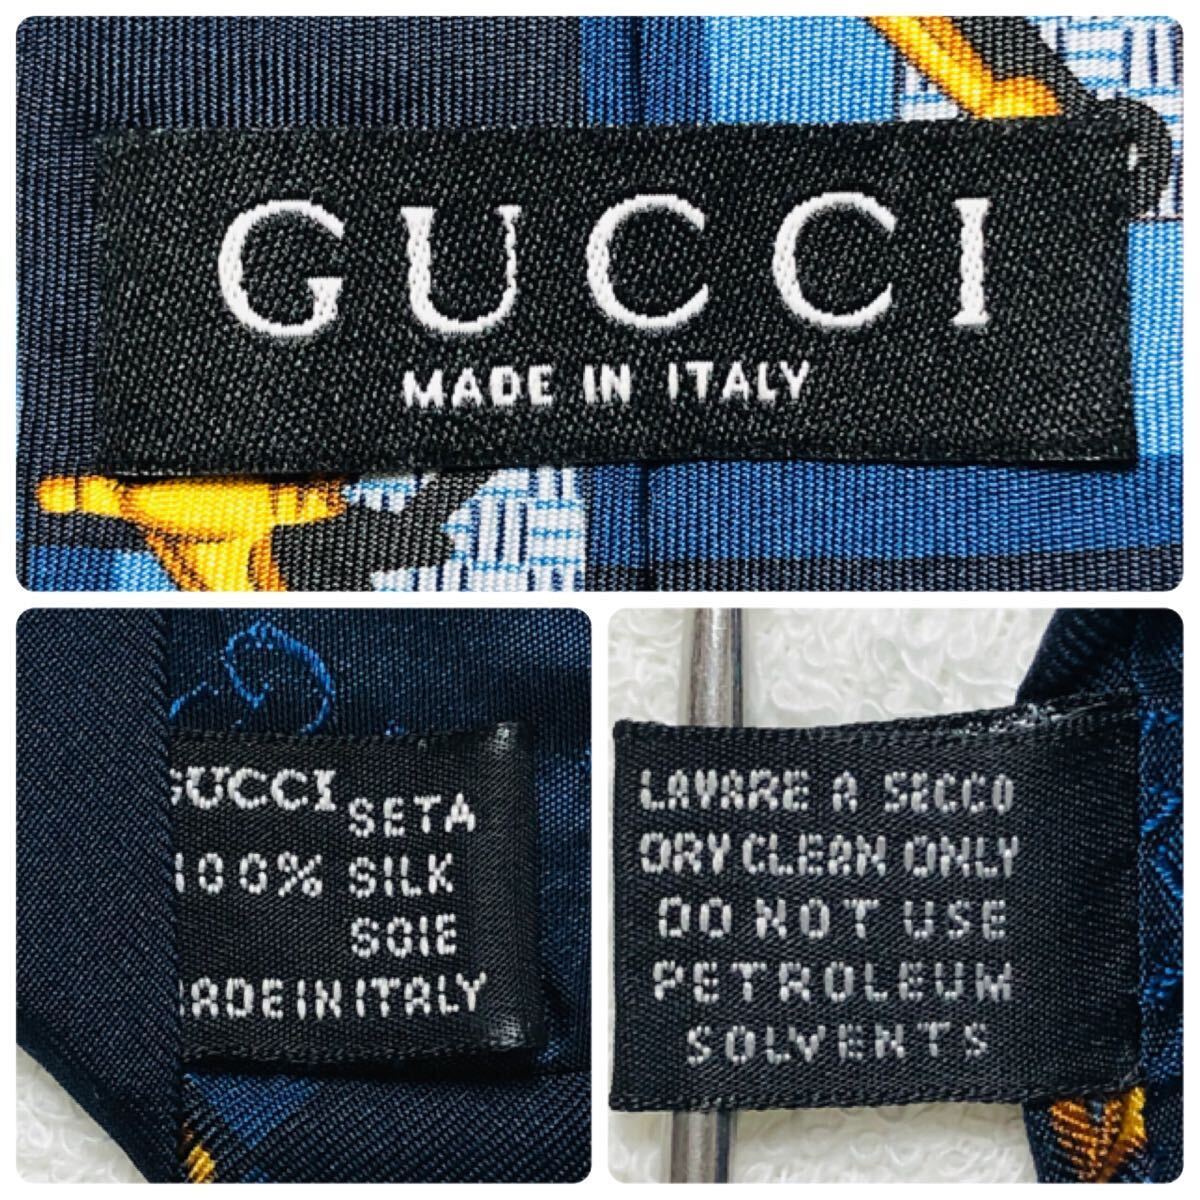 GUCCI
MADE IN ITALY
GUCCI SETA
100% SILK
SOIE
MADE IN ITALY
LAVARE A SECCO
DRY CLEAN ONLY
DO NOT USE
PETROLEUM
SOLVENTS